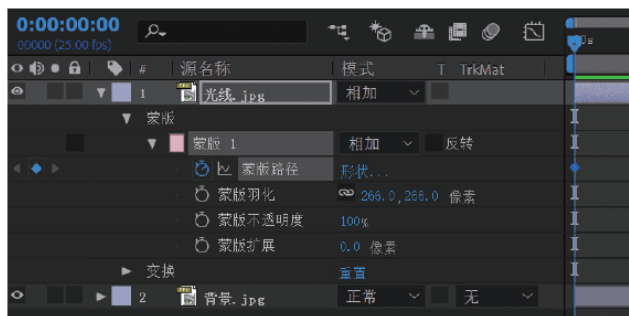 0:00:00:00
00000 (25.00 fps)
00s
# 源名称 模式 T TrkMat
1 光线.jpg 相加
蒙版
蒙版 1 相加 反转
蒙版路径 形状...
蒙版羽化 266.0,266.0 像素
蒙版不透明度 100%
蒙版扩展 0.0 像素
变换 重置
2 背景.jpg 正常 无